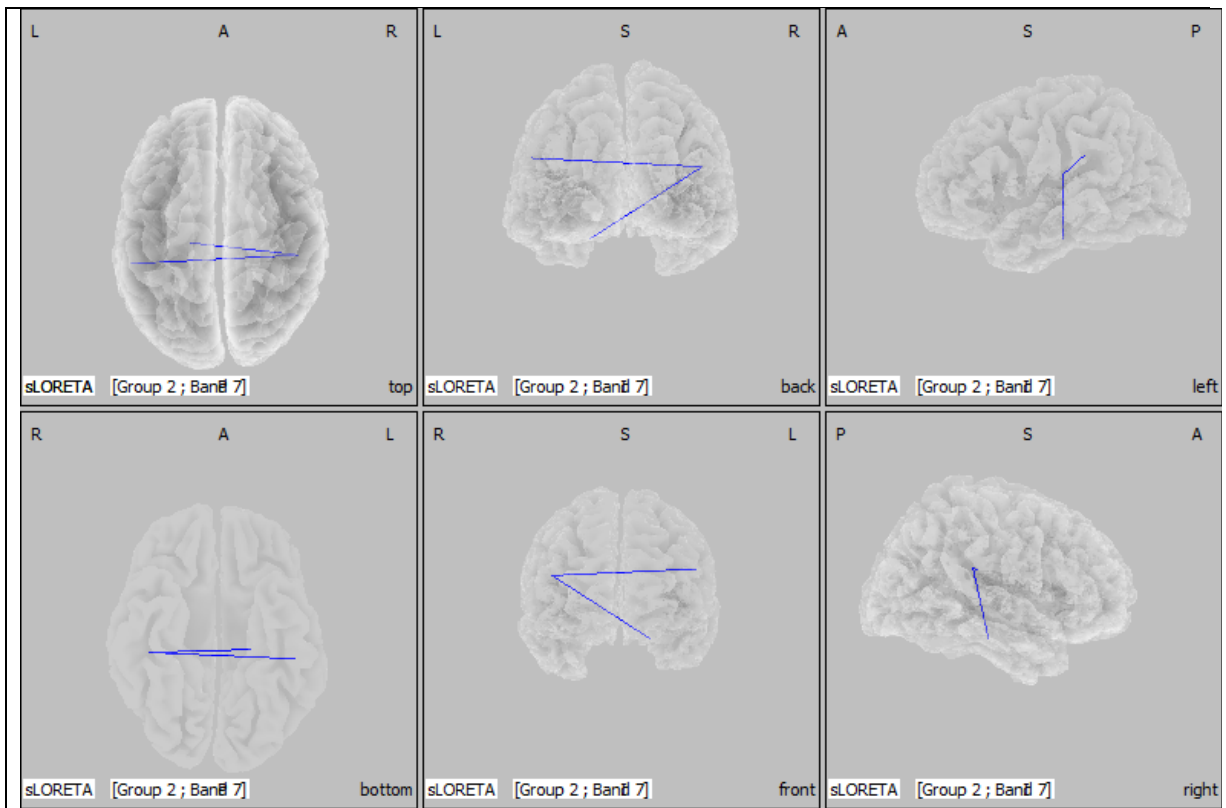 L A R
L S R
A S P
sLORETA [Group 2 ; Band 7] top
sLORETA [Group 2 ; Band 7] back
sLORETA [Group 2 ; Band 7] left
R A L
R S L
P S A
sLORETA [Group 2 ; Band 7] bottom
sLORETA [Group 2 ; Band 7] front
sLORETA [Group 2 ; Band 7] right